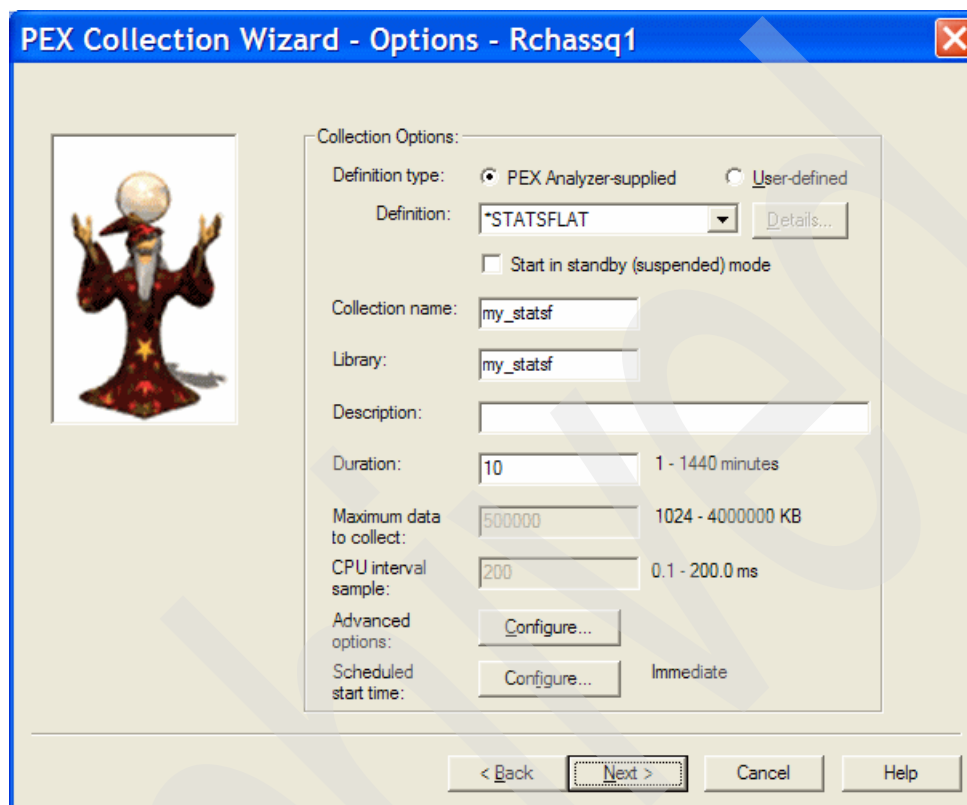 PEX Collection Wizard - Options - Rchassq1
Collection Options:
Definition type: PEX Analyzer-supplied User-defined
Definition: *STATSFLAT Details...
Start in standby (suspended) mode
Collection name: my_statsf
Library: my_statsf
Description:
Duration: 10 1 - 1440 minutes
Maximum data
to collect: 500000 1024 - 4000000 KB
CPU interval
sample: 200 0.1 - 200.0 ms
Advanced
options: Configure...
Scheduled
start time: Configure... Immediate
< Back Next > Cancel Help